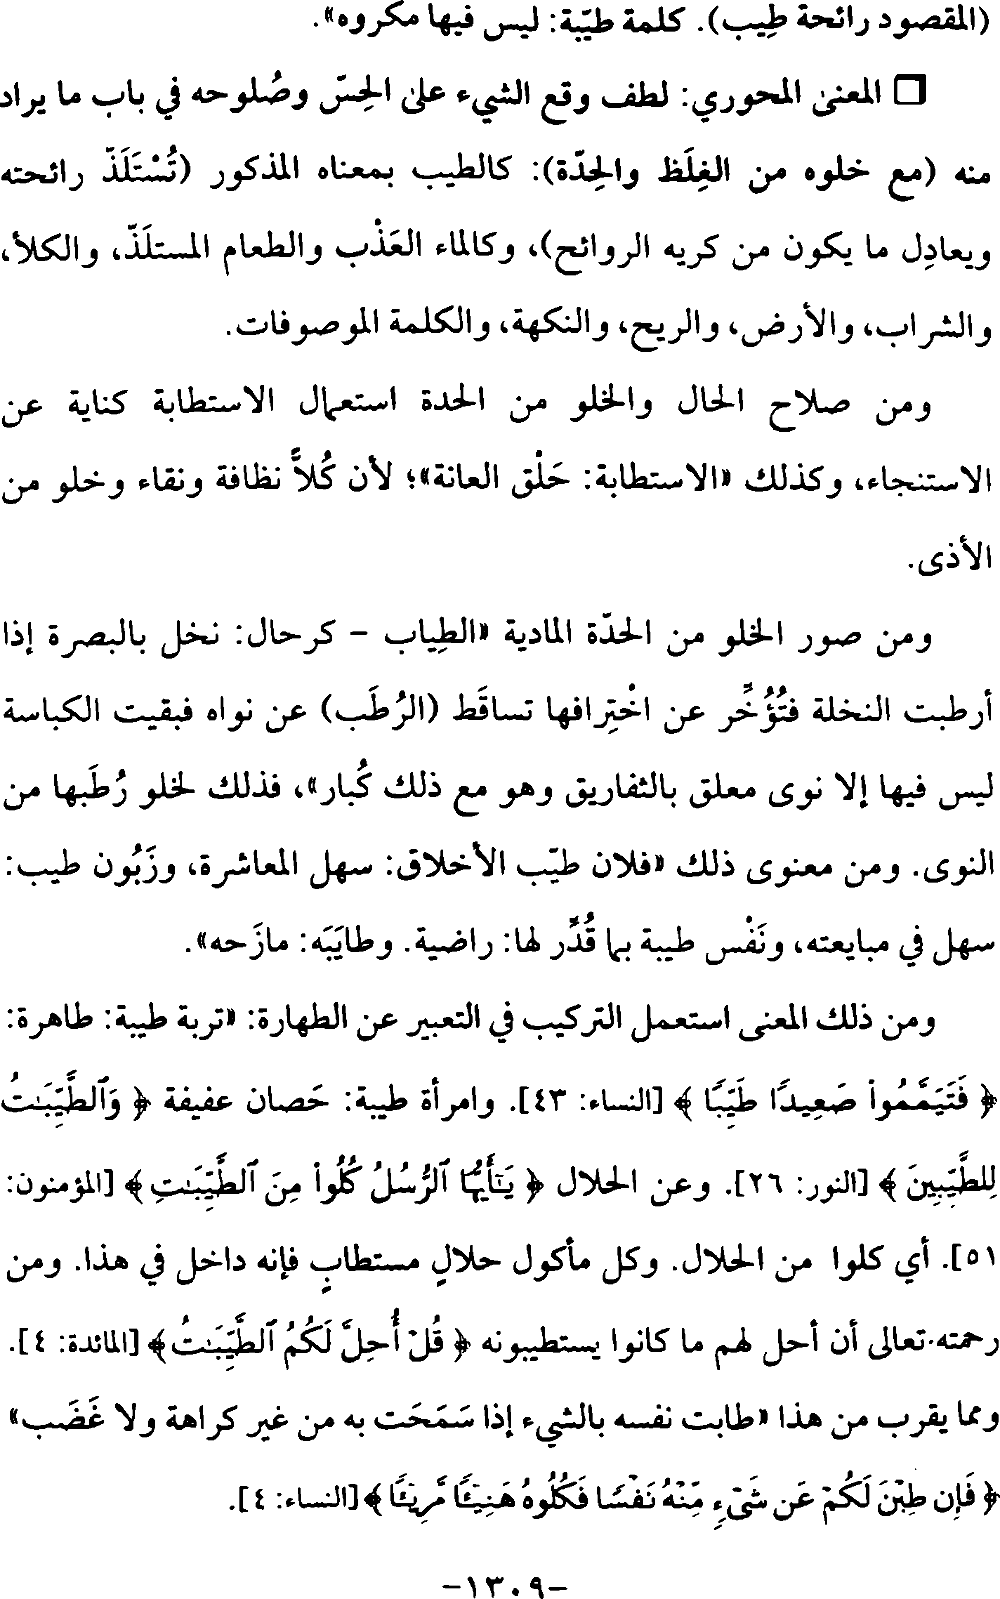 (المقصود رائحة طِيب). كلمة طيّبة: ليس فيها مكروه».
□ المعنى المحوري: لطف وقع الشيء على الحِسّ وصُلوحه في باب ما يراد
منه (مع خلوه من الغِلَظ والحِدّة): كالطيب بمعناه المذكور (تُسْتَلَذّ رائحته
ويعادِل ما يكون من كريه الروائح)، وكالماء العَذْب والطعام المستلَذّ، والكلأ،
والشراب، والأرض، والريح، والنكهة، والكلمة الموصوفات.
ومن صلاح الحال والخلو من الحدة استعمال الاستطابة كناية عن
الاستنجاء، وكذلك «الاستطابة: حَلْق العانة»؛ لأن كُلاًّ نظافة ونقاء وخلو من
الأذى.
ومن صور الخلو من الحدّة المادية «الطِياب - كرحال: نخل بالبصرة إذا
أرطبت النخلة فتُؤُخِّر عن اخْتِرافها تساقَط (الرُطَب) عن نواه فبقيت الكباسة
ليس فيها إلا نوى معلق بالثفاريق وهو مع ذلك كُبار»، فذلك لخلو رُطَبها من
النوى. ومن معنوى ذلك «فلان طيّب الأخلاق: سهل المعاشرة، وزَبُون طيب:
سهل في مبايعته، ونَفْس طيبة بما قُدِّر لها: راضية. وطايَبَه: مازَحه».
ومن ذلك المعنى استعمل التركيب في التعبير عن الطهارة: «تربة طيبة: طاهرة:
﴿ فَتَيَمَّمُوا۟ صَعِيدًا طَيِّبًا ﴾ [النساء: ٤٣]. وامرأة طيبة: حَصان عفيفة ﴿ وَٱلطَّيِّبَـٰتُ
لِلطَّيِّبِينَ ﴾ [النور: ٢٦]. وعن الحلال ﴿ يَـٰٓأَيُّهَا ٱلرُّسُلُ كُلُوا۟ مِنَ ٱلطَّيِّبَـٰتِ ﴾ [المؤمنون:
٥١]. أي كلوا من الحلال. وكل مأكول حلالٍ مستطابٍ فإنه داخل في هذا. ومن
رحمته تعالى أن أحل لهم ما كانوا يستطيبونه ﴿ قُلْ أُحِلَّ لَكُمُ ٱلطَّيِّبَـٰتُ ﴾ [المائدة: ٤].
ومما يقرب من هذا «طابت نفسه بالشيء إذا سَمَحَت به من غير كراهة ولا غَضَب»
﴿ فَإِن طِبْنَ لَكُمْ عَن شَىْءٍ مِّنْهُ نَفْسًا فَكُلُوهُ هَنِيٓـًٔا مَّرِيٓـًٔا ﴾ [النساء: ٤].
-١٣٠٩-